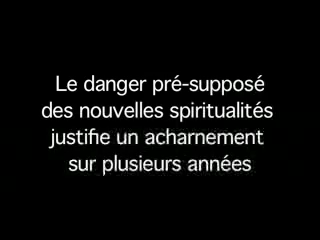 Le danger pré-supposé
des nouvelles spiritualités
justifie un acharnement
sur plusieurs années